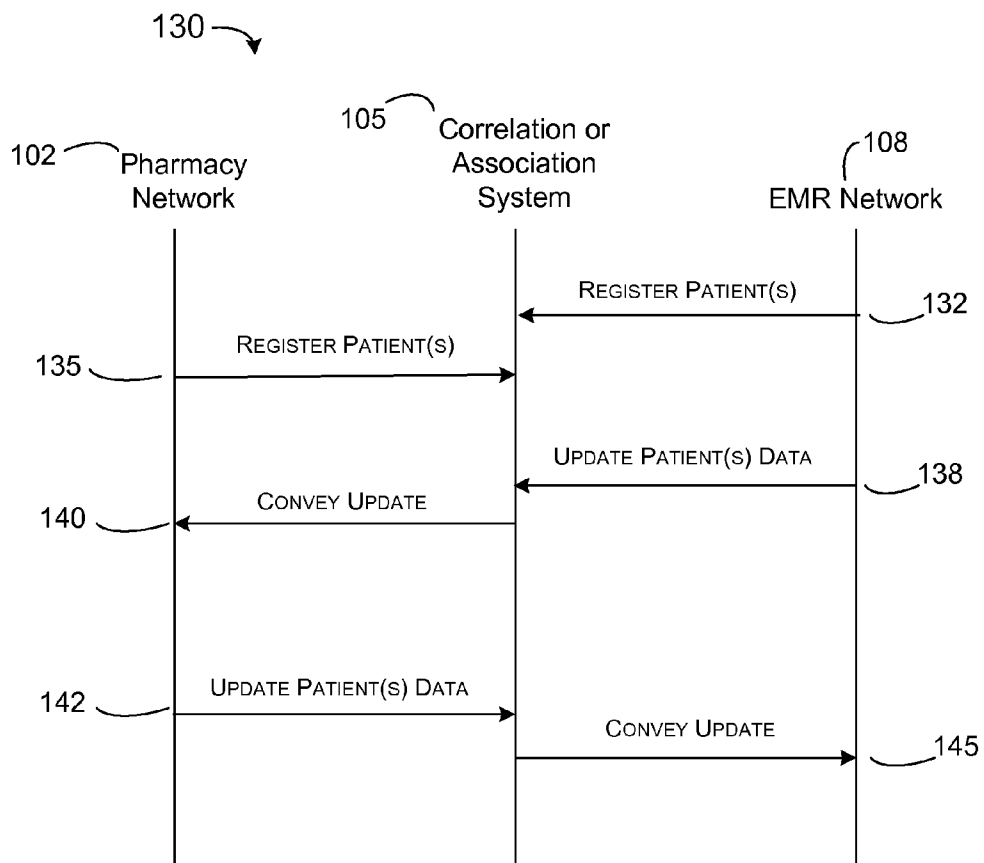 130
105
Correlation or
Association
System
102
Pharmacy
Network
108
EMR Network
REGISTER PATIENT(S)
132
REGISTER PATIENT(S)
135
UPDATE PATIENT(S) DATA
138
CONVEY UPDATE
140
UPDATE PATIENT(S) DATA
142
CONVEY UPDATE
145